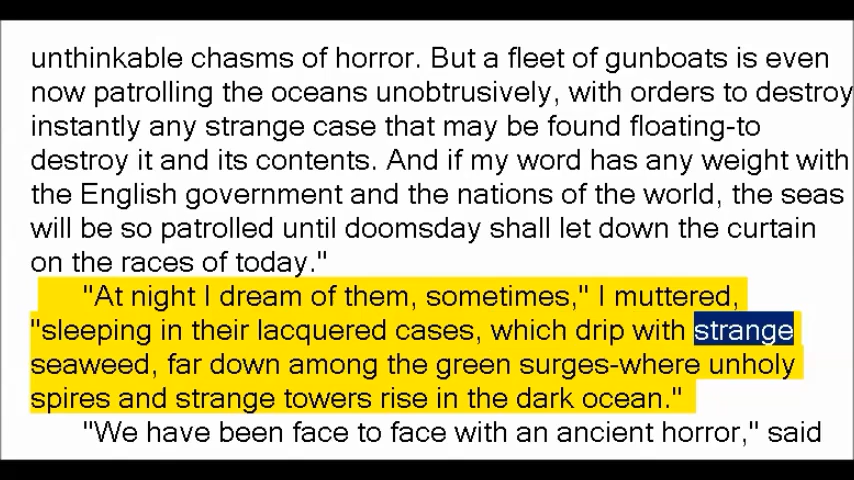 unthinkable chasms of horror. But a fleet of gunboats is even
now patrolling the oceans unobtrusively, with orders to destroy
instantly any strange case that may be found floating-to
destroy it and its contents. And if my word has any weight with
the English government and the nations of the world, the seas
will be so patrolled until doomsday shall let down the curtain
on the races of today."
"At night I dream of them, sometimes," I muttered,
"sleeping in their lacquered cases, which drip with strange
seaweed, far down among the green surges-where unholy
spires and strange towers rise in the dark ocean."
"We have been face to face with an ancient horror," said